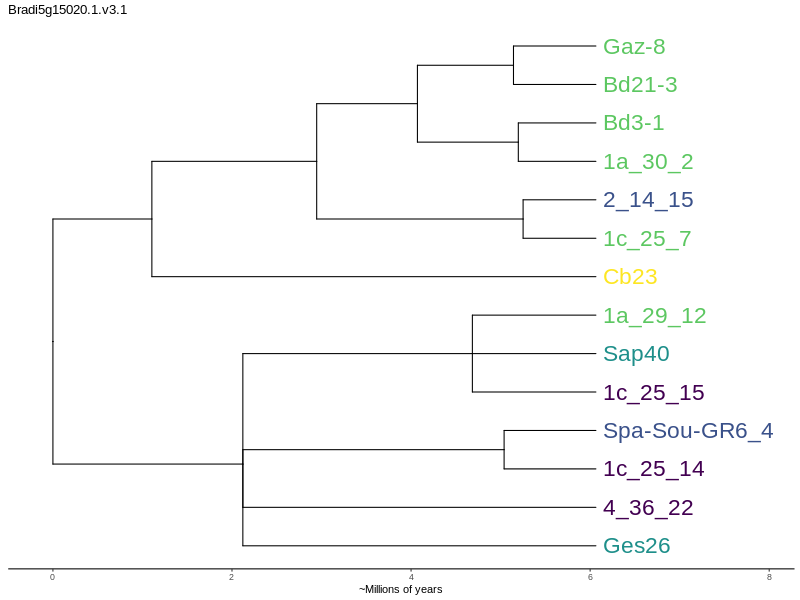 Bradi5g15020.1.v3.1
Gaz-8
Bd21-3
Bd3-1
1a_30_2
2_14_15
1c_25_7
Cb23
1a_29_12
Sap40
1c_25_15
Spa-Sou-GR6_4
1c_25_14
4_36_22
Ges26
0 2 4 6 8
~Millions of years